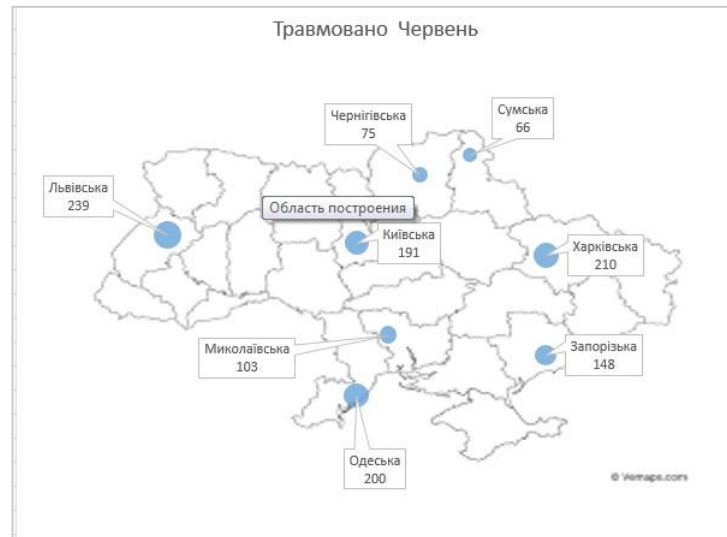 Травмовано Червень
Сумська
66
Чернігівська
75
Львівська
239
Область построения
Київська
191
Харківська
210
Миколаївська
103
Запорізька
148
Одеська
200
© Vemaps.com